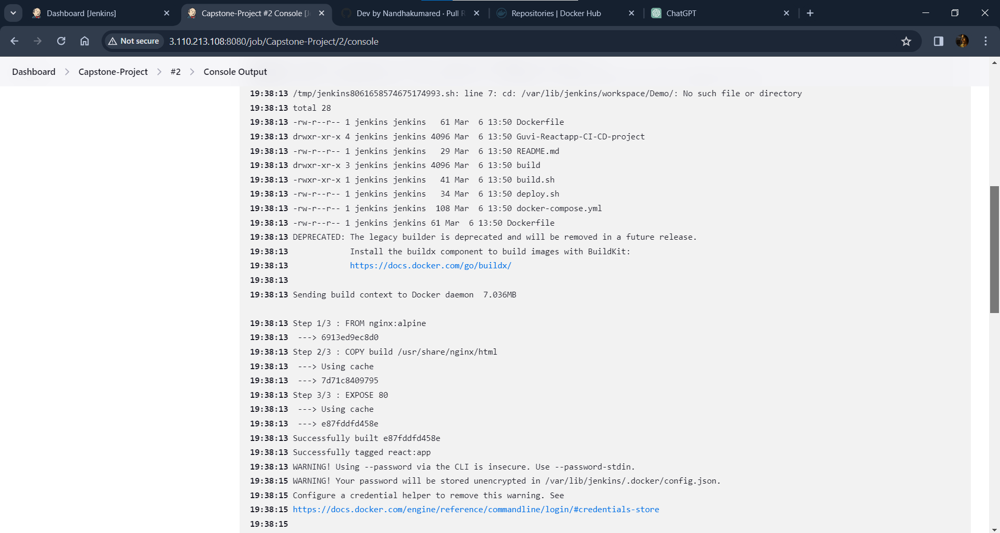 Dashboard [Jenkins]
Capstone-Project #2 Console [J
Dev by Nandhakumared · Pull R
Repositories | Docker Hub
ChatGPT
Not secure
3.110.213.108:8080/job/Capstone-Project/2/console
Dashboard > Capstone-Project > #2 > Console Output
19:38:13 /tmp/jenkins8061658574675174993.sh: line 7: cd: /var/lib/jenkins/workspace/Demo/: No such file or directory
19:38:13 total 28
19:38:13 -rw-r--r-- 1 jenkins jenkins   61 Mar  6 13:50 Dockerfile
19:38:13 drwxr-xr-x 4 jenkins jenkins 4096 Mar  6 13:50 Guvi-Reactapp-CI-CD-project
19:38:13 -rw-r--r-- 1 jenkins jenkins   29 Mar  6 13:50 README.md
19:38:13 drwxr-xr-x 3 jenkins jenkins 4096 Mar  6 13:50 build
19:38:13 -rwxr-xr-x 1 jenkins jenkins   41 Mar  6 13:50 build.sh
19:38:13 -rw-r--r-- 1 jenkins jenkins   34 Mar  6 13:50 deploy.sh
19:38:13 -rw-r--r-- 1 jenkins jenkins  108 Mar  6 13:50 docker-compose.yml
19:38:13 -rw-r--r-- 1 jenkins jenkins 61 Mar  6 13:50 Dockerfile
19:38:13 DEPRECATED: The legacy builder is deprecated and will be removed in a future release.
19:38:13             Install the buildx component to build images with BuildKit:
19:38:13             https://docs.docker.com/go/buildx/
19:38:13
19:38:13 Sending build context to Docker daemon  7.036MB
19:38:13 Step 1/3 : FROM nginx:alpine
19:38:13  ---> 6913ed9ec8d0
19:38:13 Step 2/3 : COPY build /usr/share/nginx/html
19:38:13  ---> Using cache
19:38:13  ---> 7d71c8409795
19:38:13 Step 3/3 : EXPOSE 80
19:38:13  ---> Using cache
19:38:13  ---> e87fddfd458e
19:38:13 Successfully built e87fddfd458e
19:38:13 Successfully tagged react:app
19:38:13 WARNING! Using --password via the CLI is insecure. Use --password-stdin.
19:38:15 WARNING! Your password will be stored unencrypted in /var/lib/jenkins/.docker/config.json.
19:38:15 Configure a credential helper to remove this warning. See
19:38:15 https://docs.docker.com/engine/reference/commandline/login/#credentials-store
19:38:15